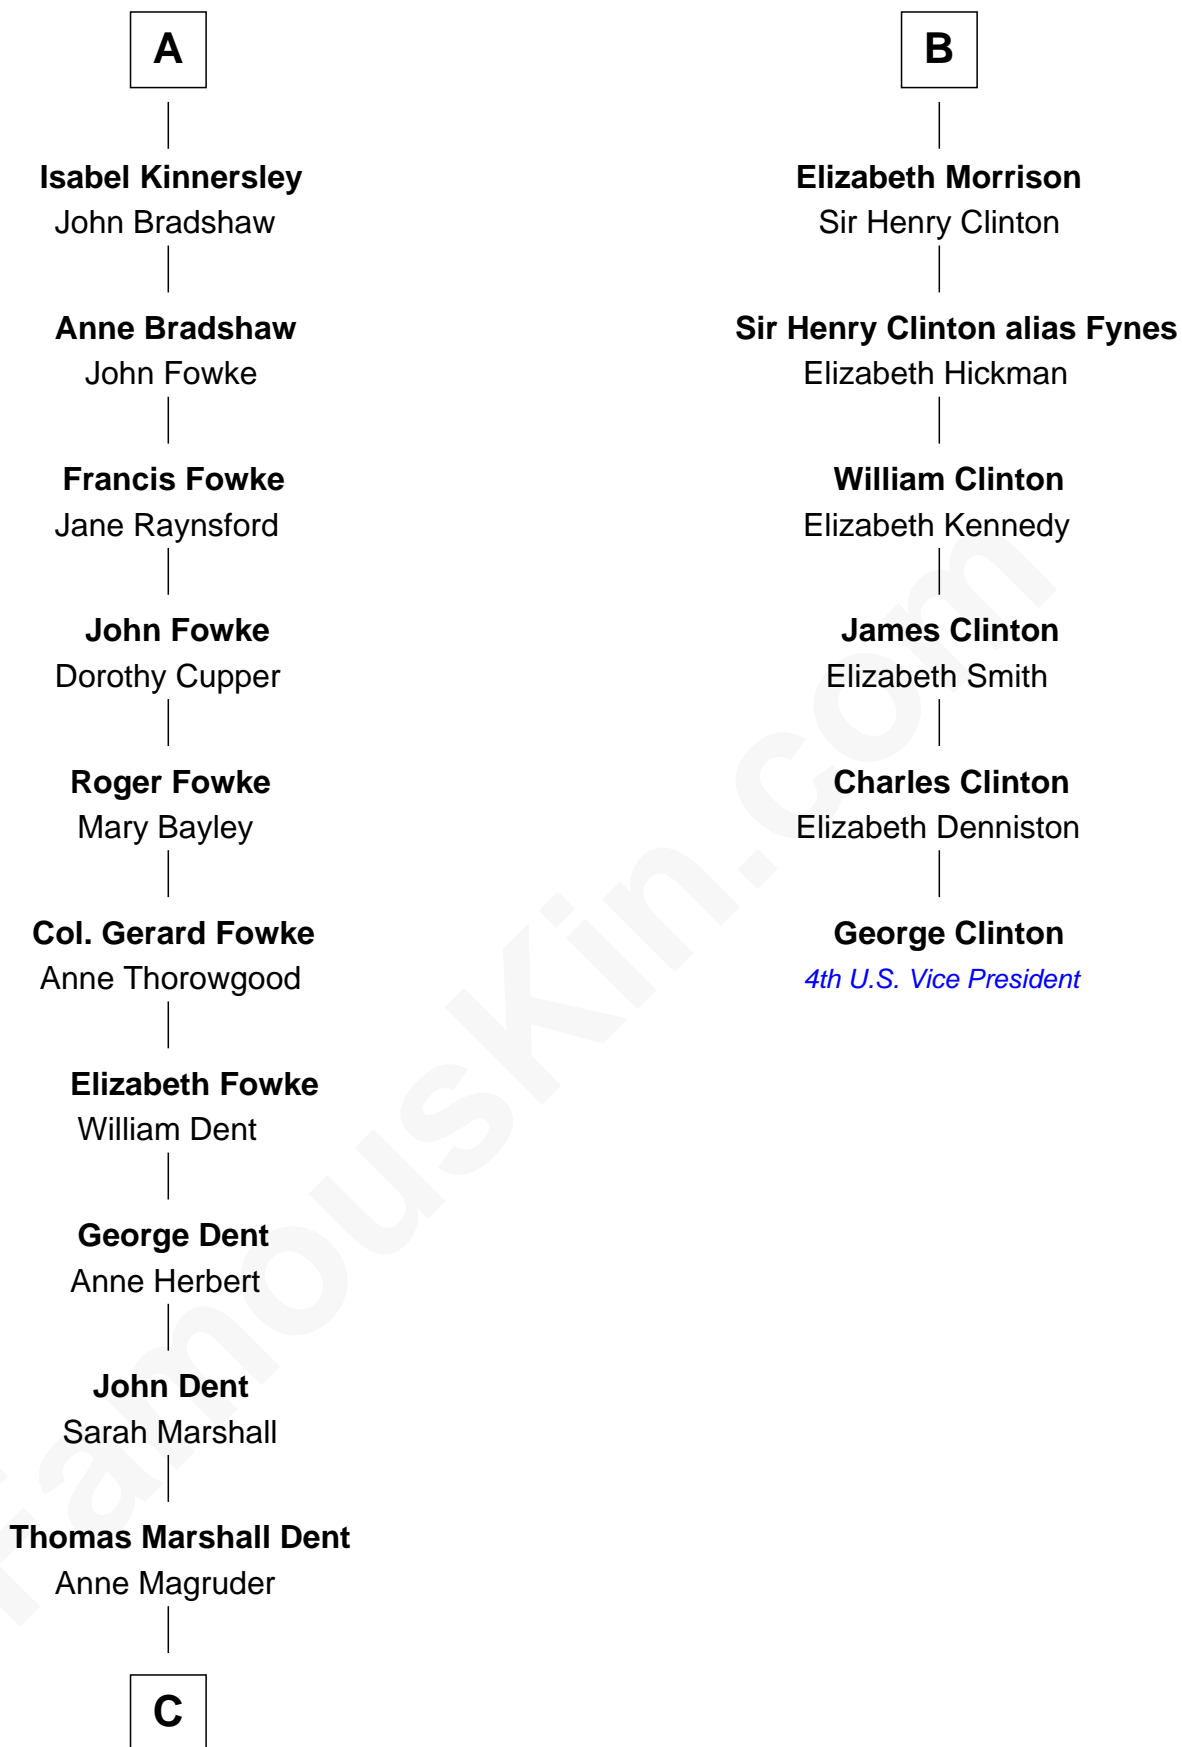 A
Isabel Kinnersley
John Bradshaw
Anne Bradshaw
John Fowke
Francis Fowke
Jane Raynsford
John Fowke
Dorothy Cupper
Roger Fowke
Mary Bayley
Col. Gerard Fowke
Anne Thorowgood
Elizabeth Fowke
William Dent
George Dent
Anne Herbert
John Dent
Sarah Marshall
Thomas Marshall Dent
Anne Magruder
C
B
Elizabeth Morrison
Sir Henry Clinton
Sir Henry Clinton alias Fynes
Elizabeth Hickman
William Clinton
Elizabeth Kennedy
James Clinton
Elizabeth Smith
Charles Clinton
Elizabeth Denniston
George Clinton
4th U.S. Vice President
FamousKin.com